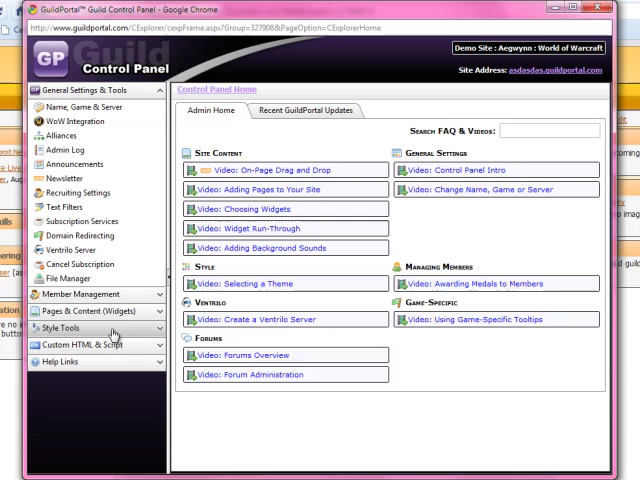 GuildPortal™ Guild Control Panel - Google Chrome
http://www.guildportal.com/CExplorer/cexpFrame.aspx?Group=327908&PageOption=CExplorerHome
GP Guild
Control Panel
Demo Site : Aegwynn : World of Warcraft
Site Address: asdasdas.guildportal.com
General Settings & Tools
Name, Game & Server
WoW Integration
Alliances
Admin Log
Announcements
Newsletter
Recruiting Settings
Text Filters
Subscription Services
Domain Redirecting
Ventrilo Server
Cancel Subscription
File Manager
Member Management
Pages & Content (Widgets)
Style Tools
Custom HTML & Script
Help Links
Control Panel Home
Admin Home
Recent GuildPortal Updates
Search FAQ & Videos:
Site Content
Video: On-Page Drag and Drop
Video: Adding Pages to Your Site
Video: Choosing Widgets
Video: Widget Run-Through
Video: Adding Background Sounds
General Settings
Video: Control Panel Intro
Video: Change Name, Game or Server
Style
Video: Selecting a Theme
Managing Members
Video: Awarding Medals to Members
Ventrilo
Video: Create a Ventrilo Server
Game-Specific
Video: Using Game-Specific Tooltips
Forums
Video: Forums Overview
Video: Forum Administration